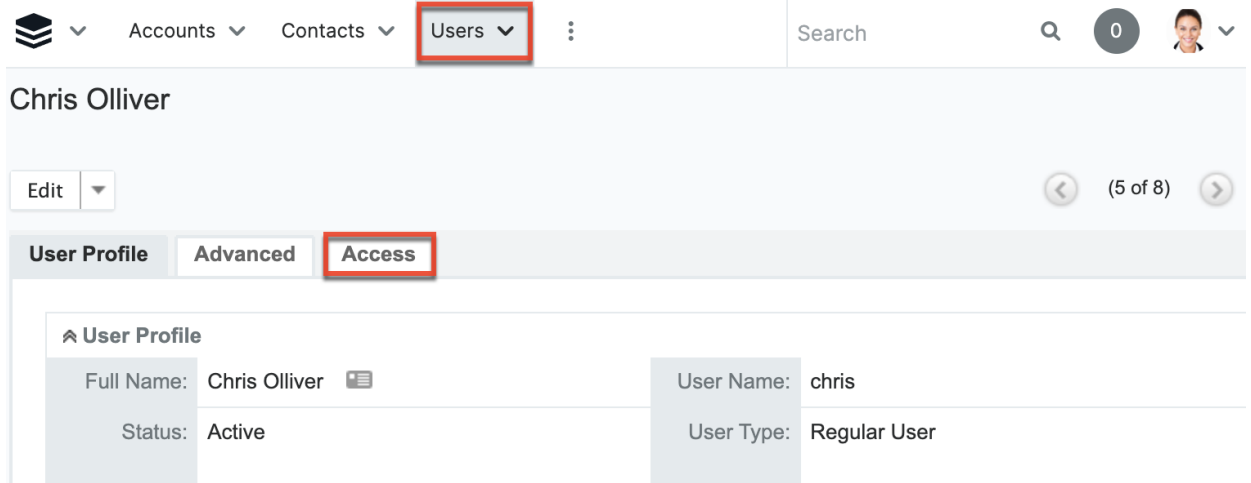 Accounts Contacts Users Search 0
Chris Olliver
Edit (5 of 8)
User Profile Advanced Access
User Profile
Full Name: Chris Olliver User Name: chris
Status: Active User Type: Regular User